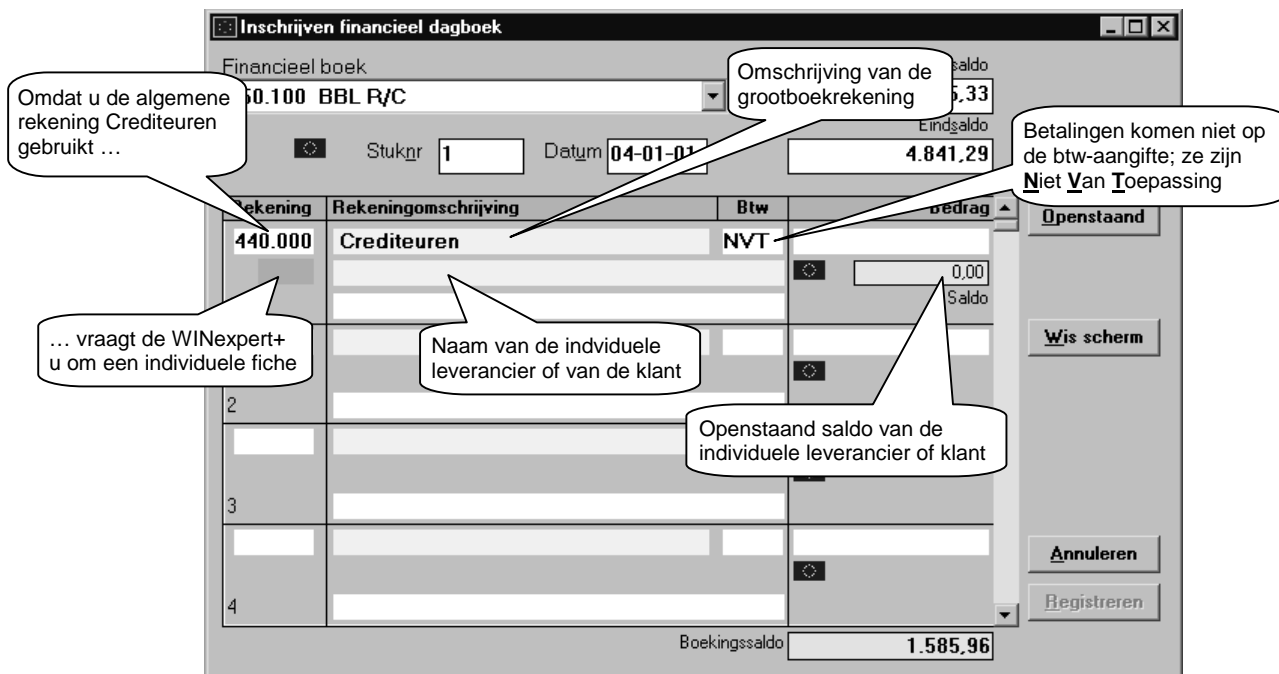 Inschrijven financieel dagboek
Financieel boek
saldo
50.100 BBL R/C
5,33
Omschrijving van de
grootboekrekening
Omdat u de algemene
rekening Crediteuren
gebruikt …
Eindsaldo
Stuknr 1 Datum 04-01-01 4.841,29
Betalingen komen niet op
de btw-aangifte; ze zijn
Niet Van Toepassing
Rekening Rekeningomschrijving Btw Bedrag
Openstaand
440.000 Crediteuren NVT
0,00
Saldo
… vraagt de WINexpert+
u om een individuele fiche
Naam van de indviduele
leverancier of van de klant
Wis scherm
2
Openstaand saldo van de
individuele leverancier of klant
3
Annuleren
4
Registreren
Boekingssaldo 1.585,96